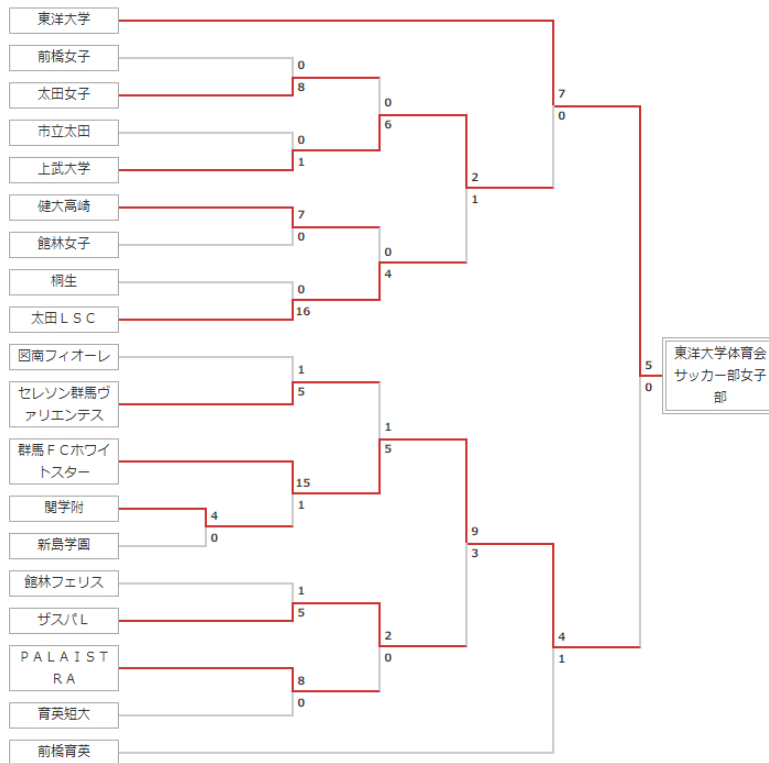 東洋大学
前橋女子
0
8
太田女子
市立太田
0
1
上武大学
0
6
健大高崎
7
0
館林女子
桐生
0
16
太田ＬＳＣ
0
4
2
1
7
0
図南フィオーレ
1
5
セレソン群馬ヴ
ァリエンテス
群馬ＦＣホワイ
トスター
15
1
関学附
4
0
新島学園
1
5
館林フェリス
1
5
ザスパＬ
ＰＡＬＡＩＳＴ
ＲＡ
8
0
育英短大
2
0
9
3
前橋育英
4
1
5
0
東洋大学体育会
サッカー部女子
部